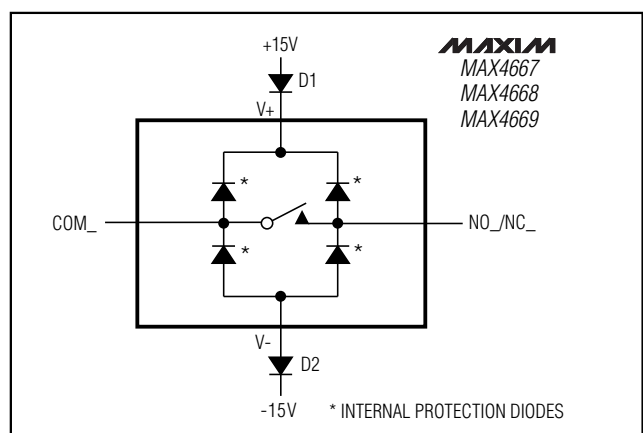 +15V
MAXIM
MAX4667
MAX4668
MAX4669
D1
V+
*
*
COM_
NO_/NC_
*
*
V-
D2
-15V
* INTERNAL PROTECTION DIODES